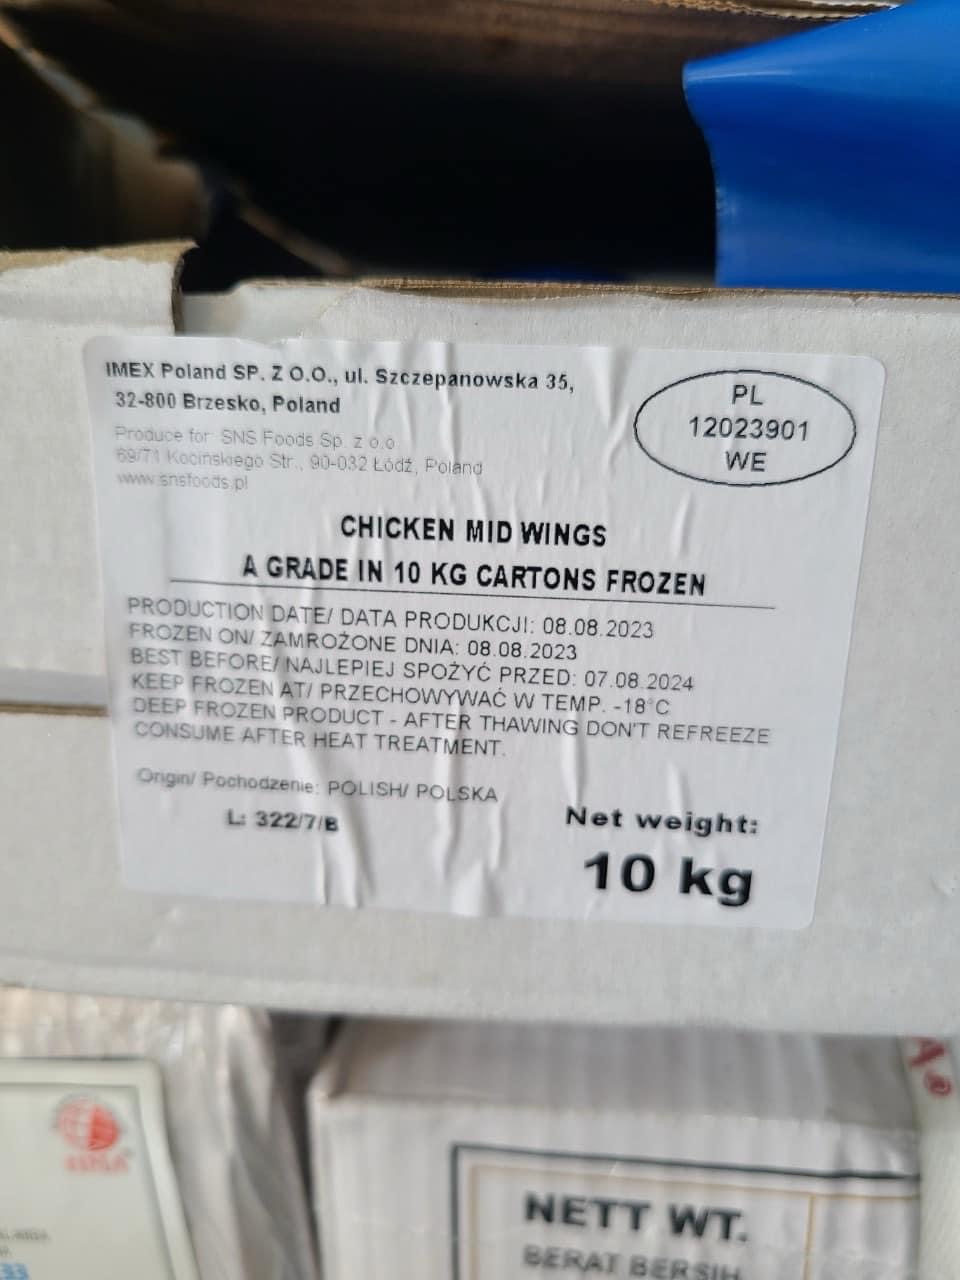 IMEX Poland SP. Z O.O., ul. Szczepanowska 35,
32-800 Brzesko, Poland
Produce for: SNS Foods Sp. z o.o
69/71 Kocińskiego Str., 90-032 Łódź, Poland
www.snsfoods.pl
PL
12023901
WE
CHICKEN MID WINGS
A GRADE IN 10 KG CARTONS FROZEN
PRODUCTION DATE/ DATA PRODUKCJI: 08.08.2023
FROZEN ON/ ZAMROŻONE DNIA: 08.08.2023
BEST BEFORE/ NAJLEPIEJ SPOŻYĆ PRZED: 07.08.2024
KEEP FROZEN AT/ PRZECHOWYWAĆ W TEMP. -18°C
DEEP FROZEN PRODUCT - AFTER THAWING DON'T REFREEZE
CONSUME AFTER HEAT TREATMENT.
Origin/ Pochodzenie: POLISH/ POLSKA
L: 322/7/B
Net weight:
10 kg
A®
NETT WT.
BERAT BERSIH
33